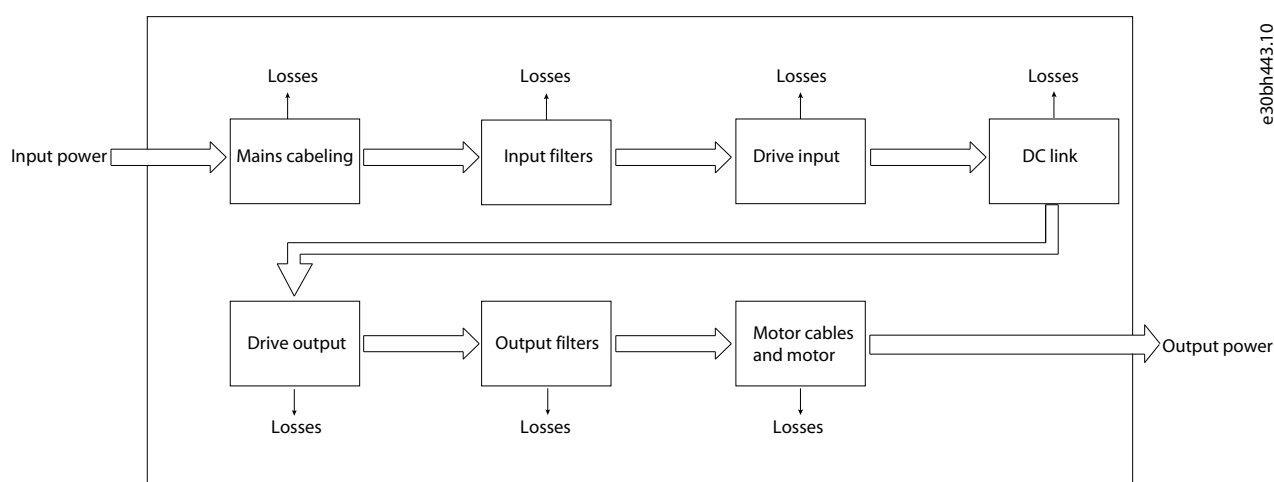 e30bh443.10
Losses
Losses
Losses
Losses
Input power
Mains cabeling
Input filters
Drive input
DC link
Drive output
Output filters
Motor cables
and motor
Output power
Losses
Losses
Losses